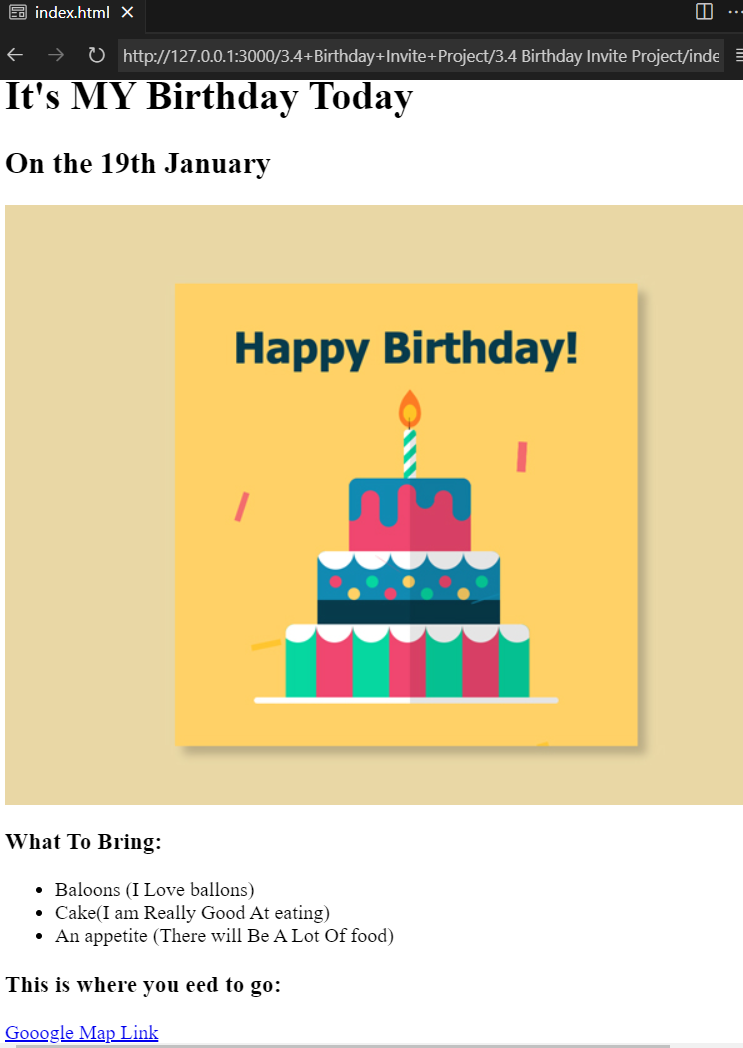 index.html
http://127.0.0.1:3000/3.4+Birthday+Invite+Project/3.4 Birthday Invite Project/inde
It's MY Birthday Today
On the 19th January
Happy Birthday!
What To Bring:
Baloons (I Love ballons)
Cake(I am Really Good At eating)
An appetite (There will Be A Lot Of food)
This is where you eed to go:
Gooogle Map Link